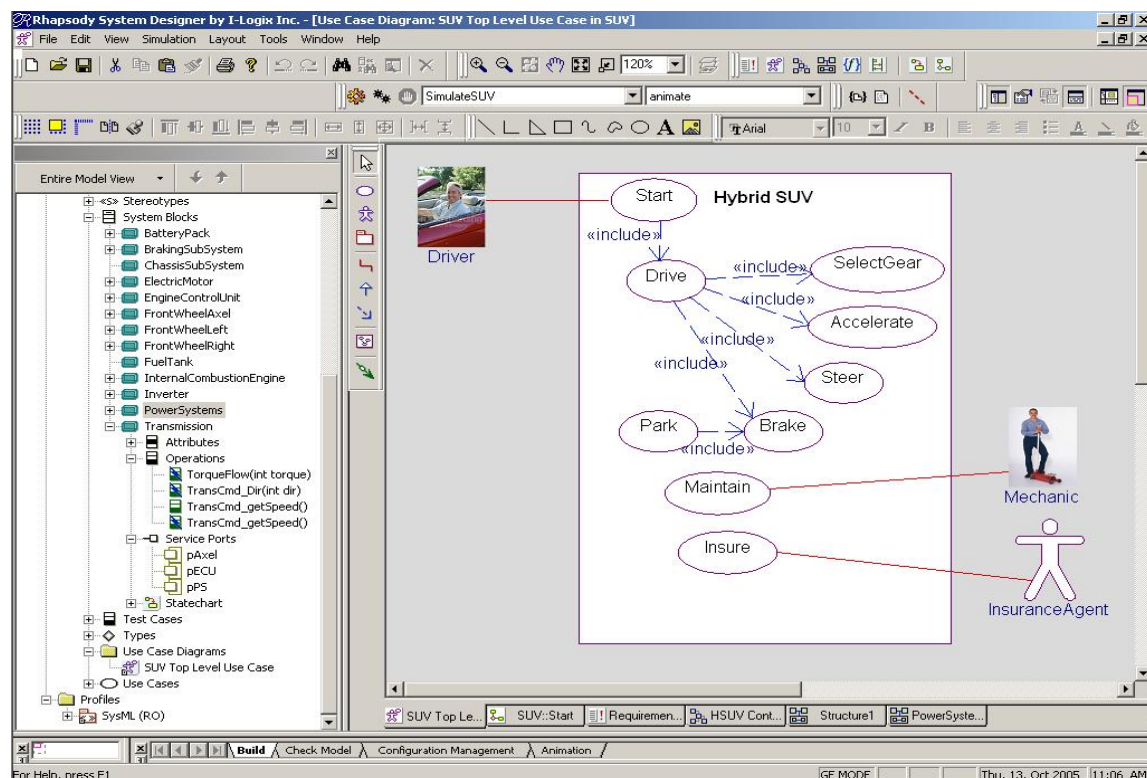 Rhapsody System Designer by I-Logix Inc. - [Use Case Diagram: SUV Top Level Use Case in SUV]
File Edit View Simulation Layout Tools Window Help
120%
SimulateSUV animate
Arial 10
Entire Model View
«S» Stereotypes
System Blocks
BatteryPack
BrakingSubSystem
ChassisSubSystem
ElectricMotor
EngineControlUnit
FrontWheelAxel
FrontWheelLeft
FrontWheelRight
FuelTank
InternalCombustionEngine
Inverter
PowerSystems
Transmission
Attributes
Operations
TorqueFlow(int torque)
TransCmd_Dir(int dir)
TransCmd_getSpeed()
TransCmd_getSpeed()
Service Ports
pAxel
pECU
pPS
Statechart
Test Cases
Types
Use Case Diagrams
SUV Top Level Use Case
Use Cases
Profiles
SysML (RO)
Driver
Start
Hybrid SUV
«include»
Drive
«include»
SelectGear
«include»
Accelerate
«include»
Steer
«include»
Park
«include»
Brake
Maintain
Mechanic
Insure
InsuranceAgent
SUV Top Le... SUV::Start Requiremen... HSUV Cont... Structure1 PowerSyste...
Build Check Model Configuration Management Animation
For Help, press F1
GE MODE Thu, 13, Oct 2005 11:06 AM